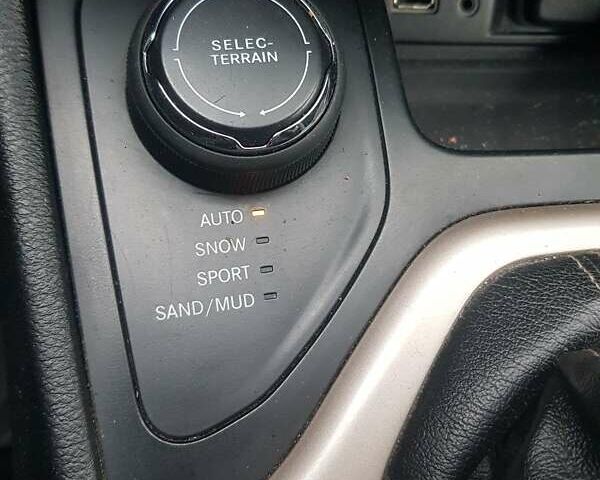 SELEC-
TERRAIN
AUTO
SNOW
SPORT
SAND/MUD